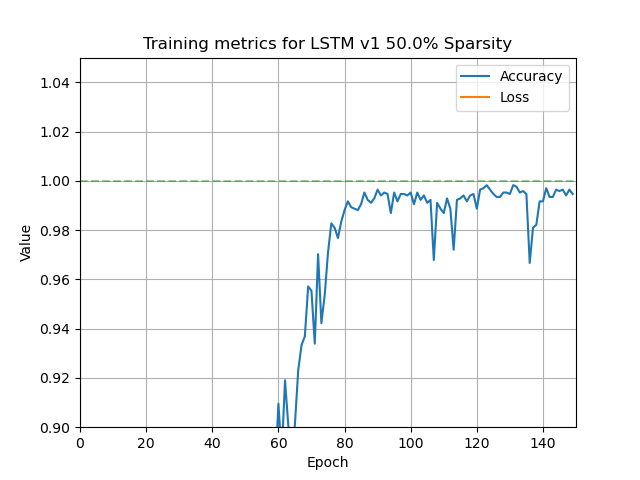 Training metrics for LSTM v1 50.0% Sparsity
Accuracy
Loss
1.04
1.02
1.00
0.98
0.96
0.94
0.92
0.90
Value
0 20 40 60 80 100 120 140
Epoch